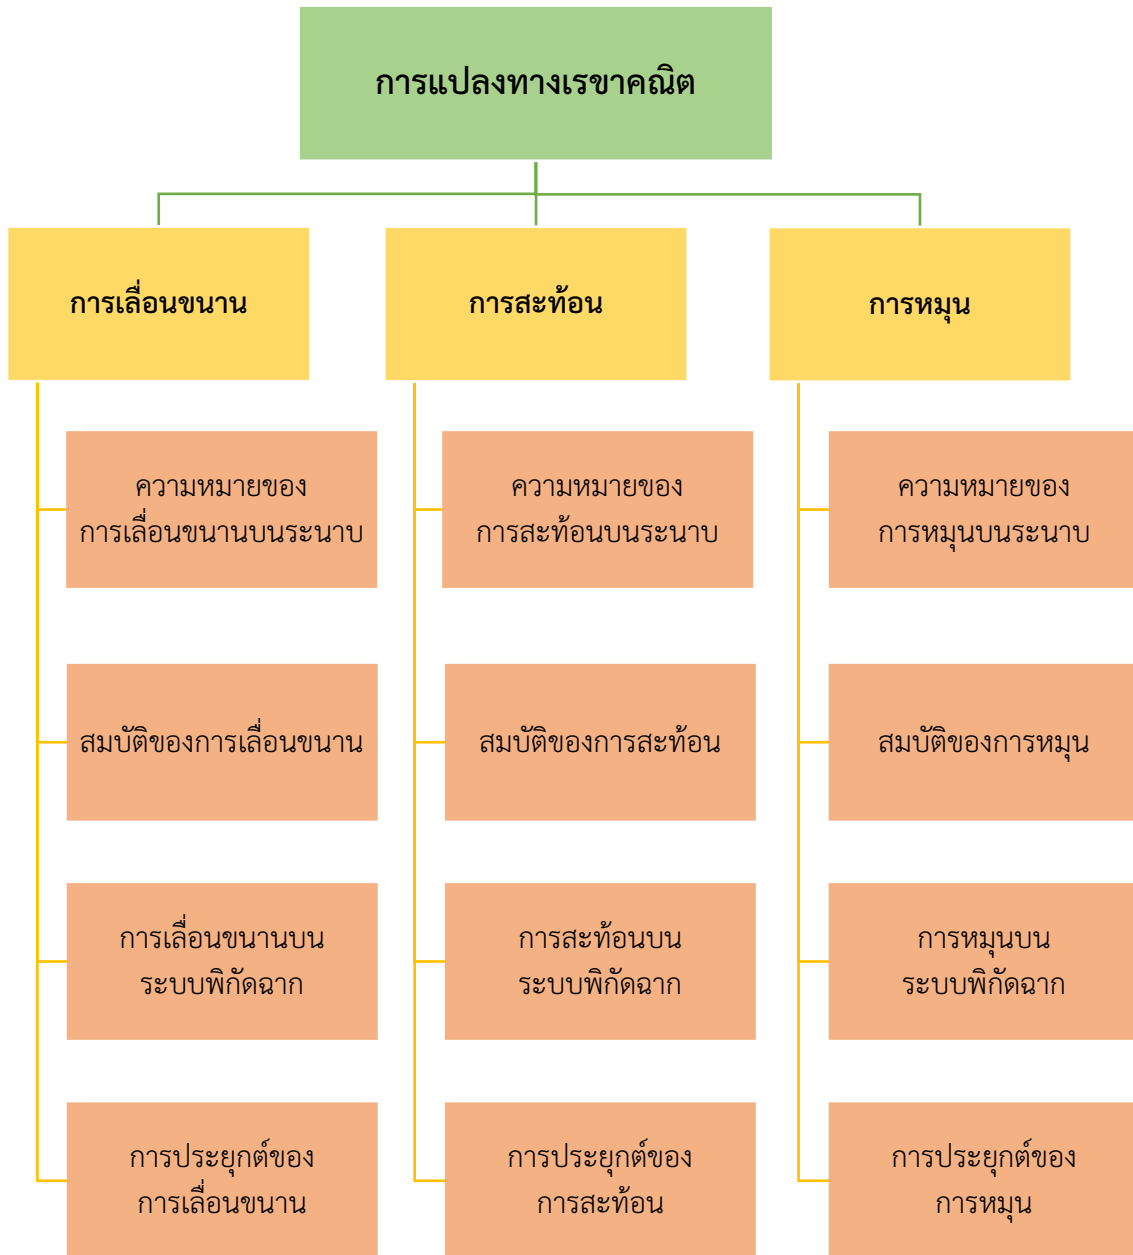 การแปลงทางเรขาคณิต
การเลื่อนขนาน
การสะท้อน
การหมุน
ความหมายของ
การเลื่อนขนานบนระนาบ
ความหมายของ
การสะท้อนบนระนาบ
ความหมายของ
การหมุนบนระนาบ
สมบัติของการเลื่อนขนาน
สมบัติของการสะท้อน
สมบัติของการหมุน
การเลื่อนขนานบน
ระบบพิกัดฉาก
การสะท้อนบน
ระบบพิกัดฉาก
การหมุนบน
ระบบพิกัดฉาก
การประยุกต์ของ
การเลื่อนขนาน
การประยุกต์ของ
การสะท้อน
การประยุกต์ของ
การหมุน